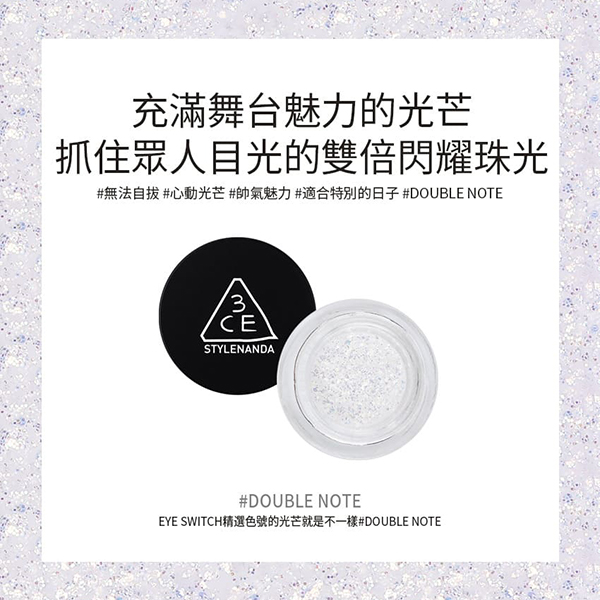 充滿舞台魅力的光芒
抓住眾人目光的雙倍閃耀珠光
#無法自拔 #心動光芒 #帥氣魅力 #適合特別的日子 #DOUBLE NOTE
3
CE
STYLENANDA
#DOUBLE NOTE
EYE SWITCH精選色號的光芒就是不一樣#DOUBLE NOTE